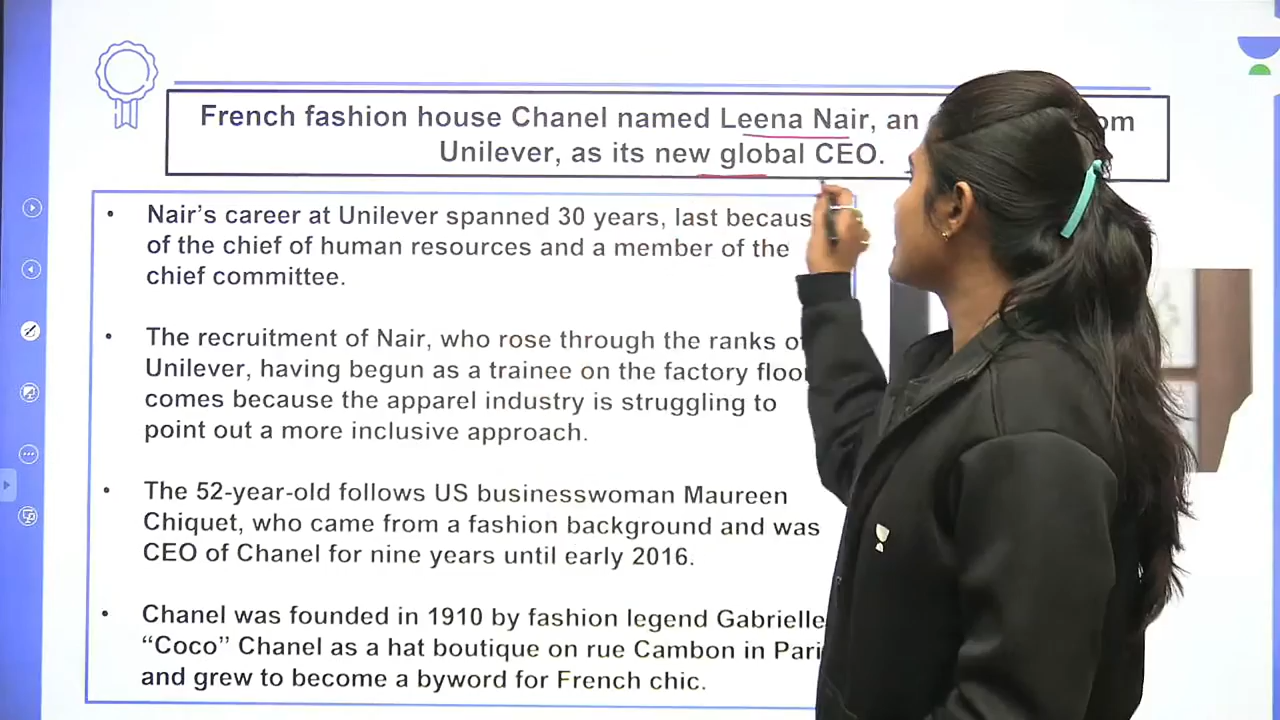 French fashion house Chanel named Leena Nair, an
Unilever, as its new global CEO.
• Nair's career at Unilever spanned 30 years, last
of the chief of human resources and a member of the
chief committee.
• The recruitment of Nair, who rose through the ranks
Unilever, having begun as a trainee on the factory
comes because the apparel industry is struggling to
point out a more inclusive approach.
• The 52-year-old follows US businesswoman Maureen
Chiquet, who came from a fashion background and was
CEO of Chanel for nine years until early 2016.
• Chanel was founded in 1910 by fashion legend Gabrielle
“Coco” Chanel as a hat boutique on rue Cambon in
and grew to become a byword for French chic.